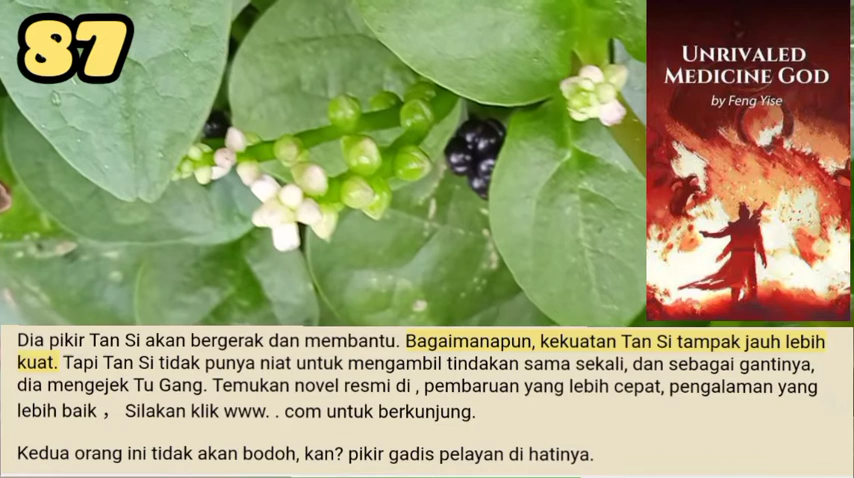 87
UNRIVALED
MEDICINE GOD
by Feng Yise
Dia pikir Tan Si akan bergerak dan membantu. Bagaimanapun, kekuatan Tan Si tampak jauh lebih
kuat. Tapi Tan Si tidak punya niat untuk mengambil tindakan sama sekali, dan sebagai gantinya,
dia mengejek Tu Gang. Temukan novel resmi di , pembaruan yang lebih cepat, pengalaman yang
lebih baik ， Silakan klik www. . com untuk berkunjung.
Kedua orang ini tidak akan bodoh, kan? pikir gadis pelayan di hatinya.